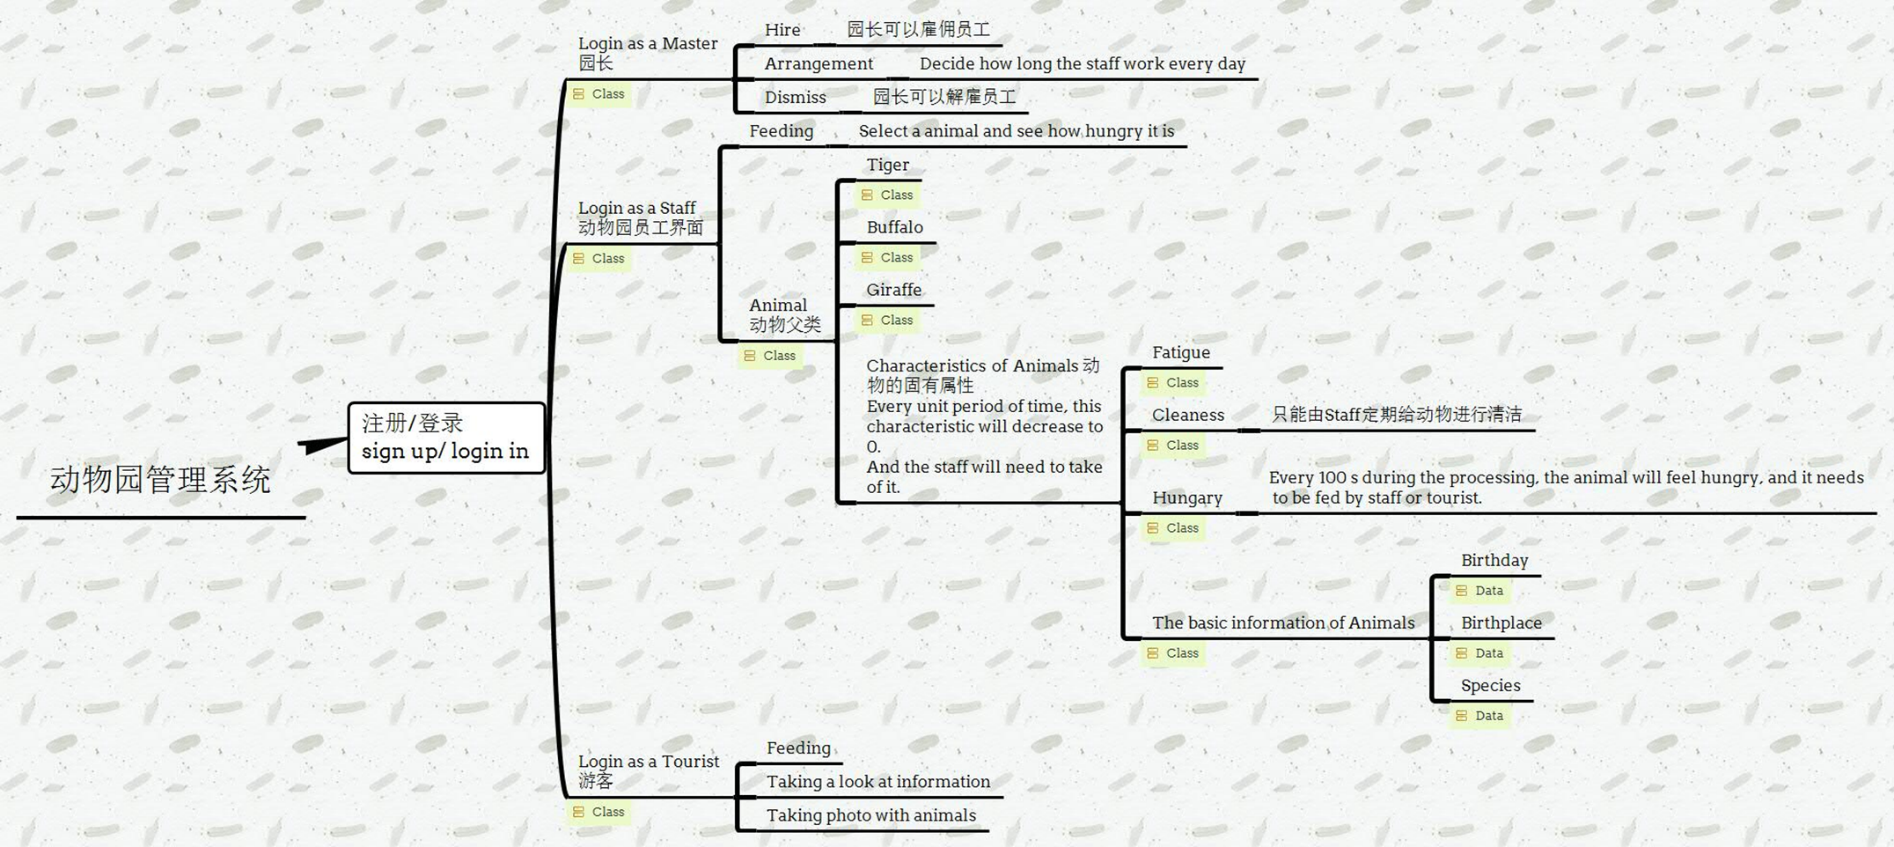 动物园管理系统
注册/登录
sign up/ login in
Login as a Master
园长
Class
Hire
园长可以雇佣员工
Arrangement
Decide how long the staff work every day
Dismiss
园长可以解雇员工
Login as a Staff
动物园员工界面
Class
Feeding
Select a animal and see how hungry it is
Animal
动物父类
Class
Tiger
Class
Buffalo
Class
Giraffe
Class
Characteristics of Animals 动
物的固有属性
Every unit period of time, this
characteristic will decrease to
0.
And the staff will need to take
of it.
Fatigue
Class
Cleaness
只能由Staff定期给动物进行清洁
Class
Hungary
Every 100 s during the processing, the animal will feel hungry, and it needs
to be fed by staff or tourist.
Class
The basic information of Animals
Class
Birthday
Data
Birthplace
Data
Species
Data
Login as a Tourist
游客
Class
Feeding
Taking a look at information
Taking photo with animals